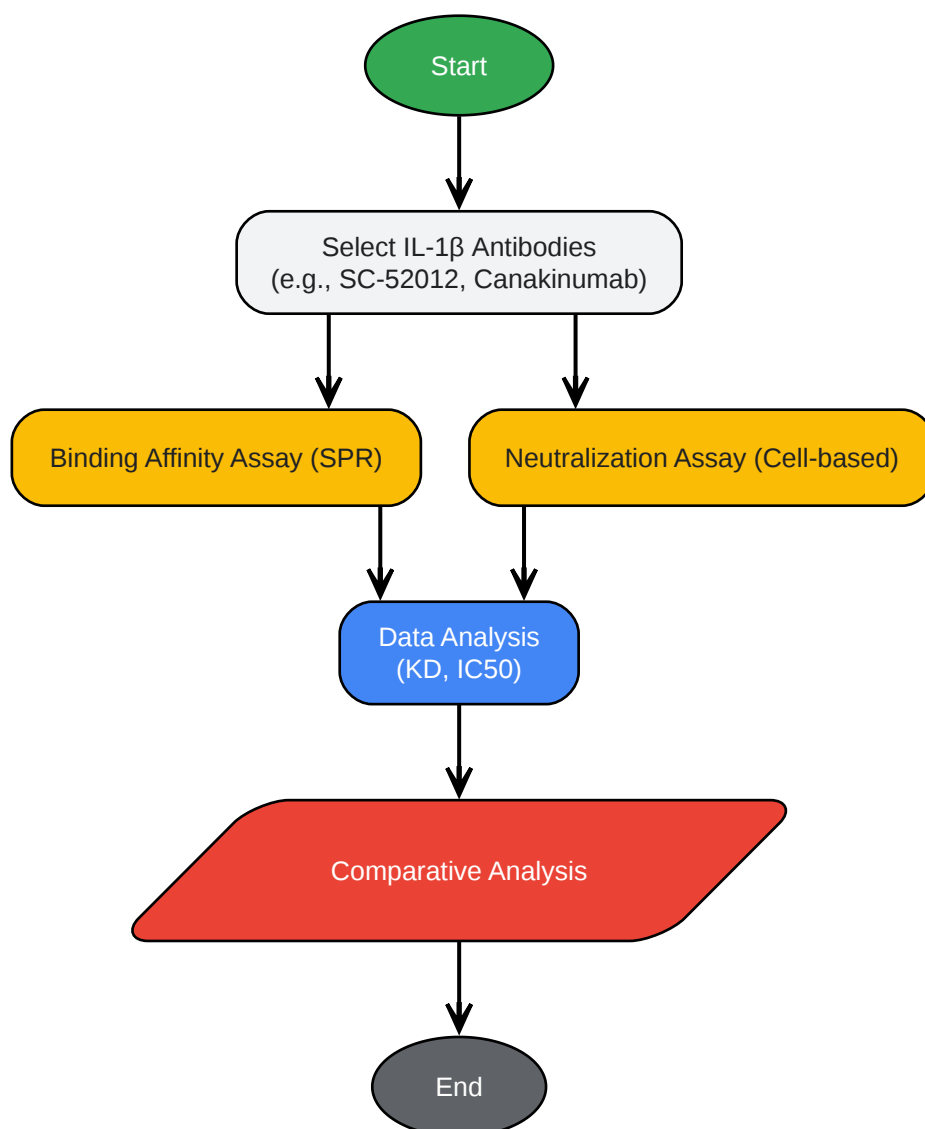 Start
Select IL-1β Antibodies
(e.g., SC-52012, Canakinumab)
Binding Affinity Assay (SPR)
Neutralization Assay (Cell-based)
Data Analysis
(KD, IC50)
Comparative Analysis
End